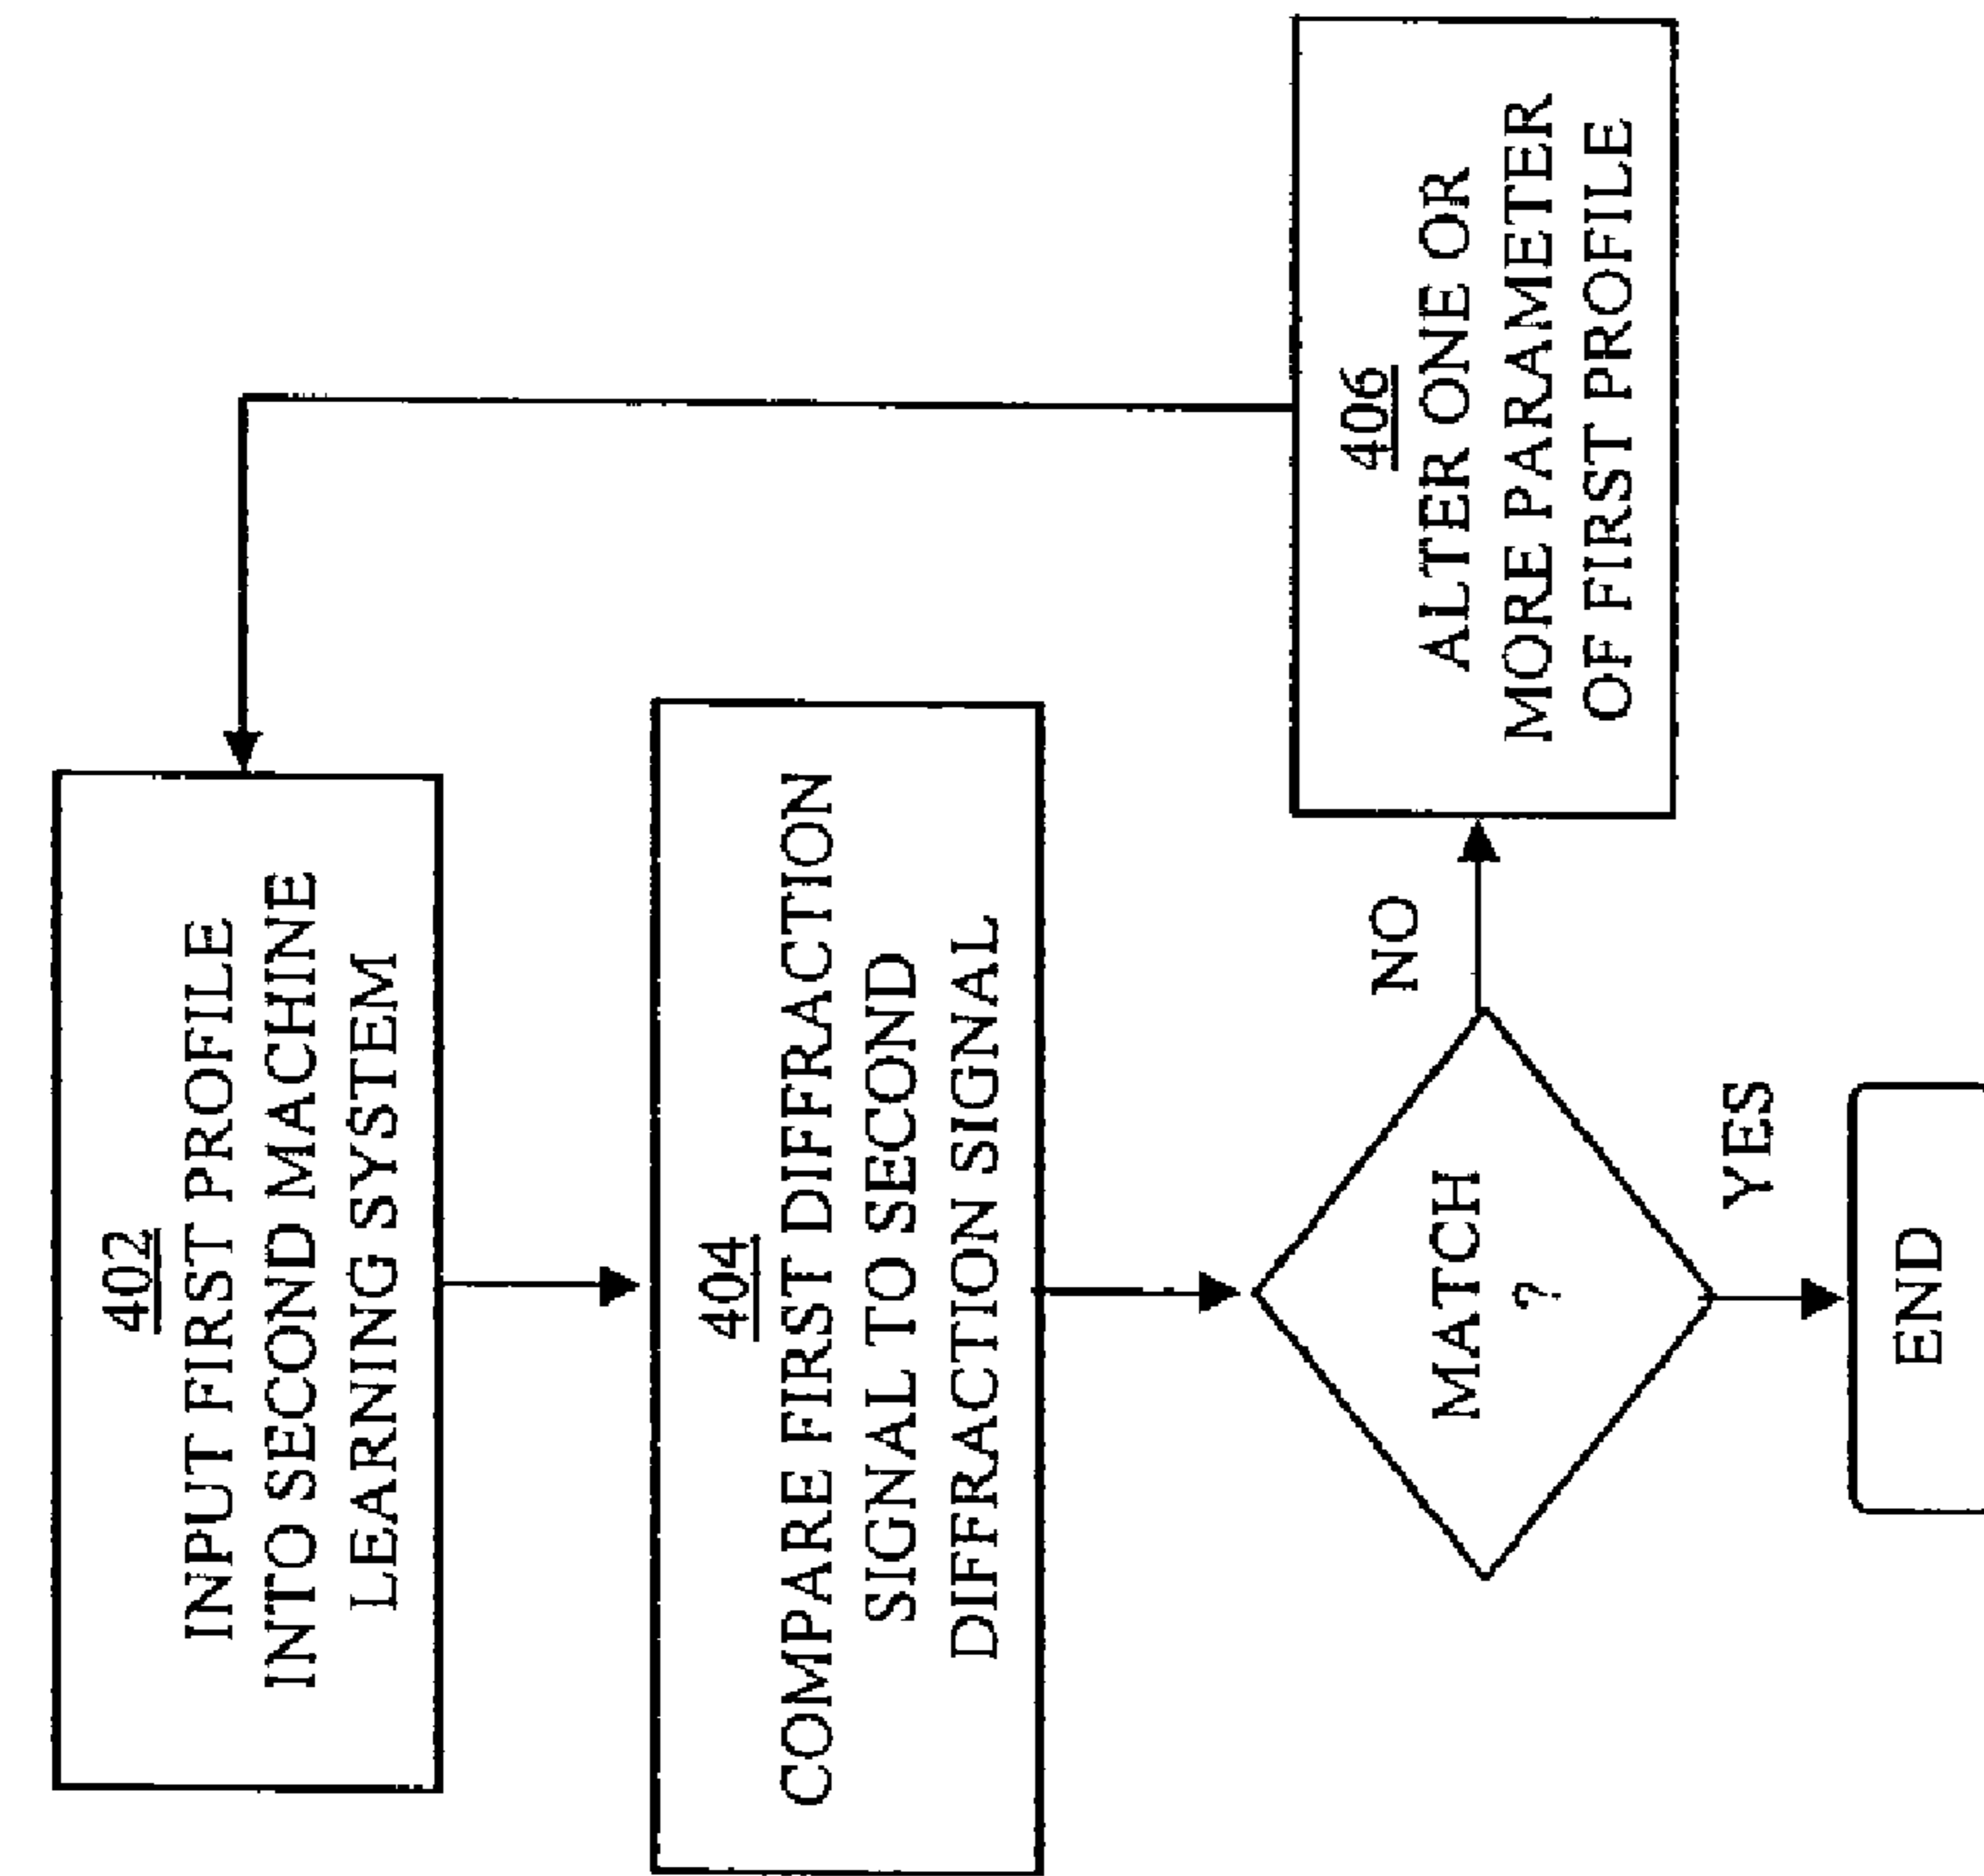 402
INPUT FIRST PROFILE
INTO SECOND MACHINE
LEARNING SYSTEM
404
COMPARE FIRST DIFFRACTION
SIGNAL TO SECOND
DIFFRACTION SIGNAL
MATCH
?
NO
406
ALTER ONE OR
MORE PARAMETER
OF FIRST PROFILE
YES
END